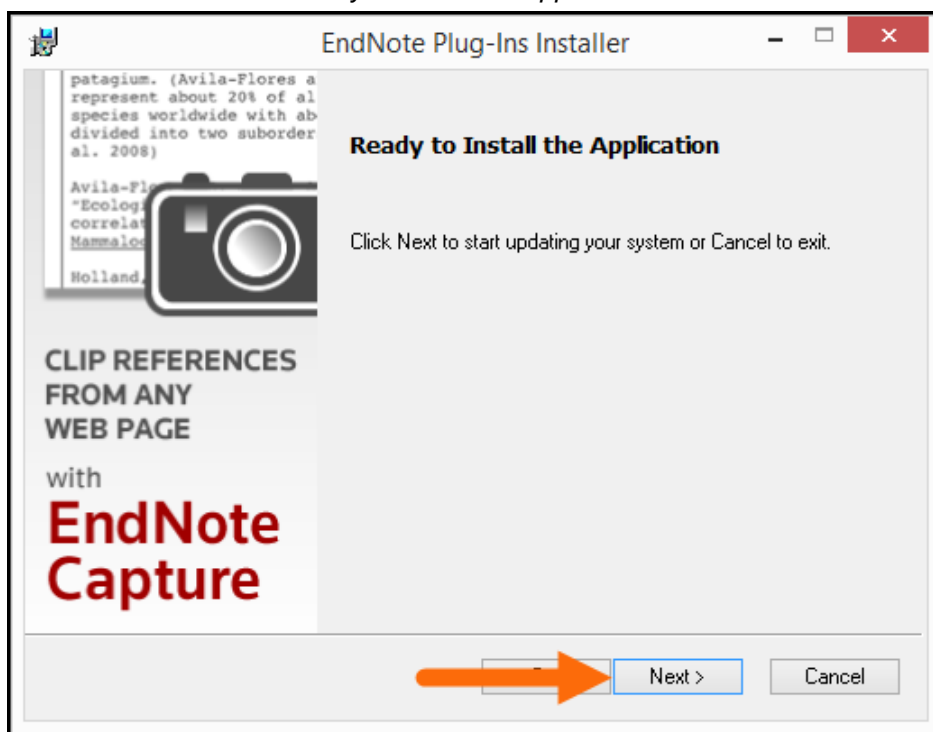 EndNote Plug-Ins Installer
patagium. (Avila-Flores a
represent about 20% of al
species worldwide with ab
divided into two suborder
al. 2008)
Avila-Flo
"Ecologi
correlat
Mammalog
Holland,
Ready to Install the Application
Click Next to start updating your system or Cancel to exit.
CLIP REFERENCES
FROM ANY
WEB PAGE
with
EndNote
Capture
Next >
Cancel